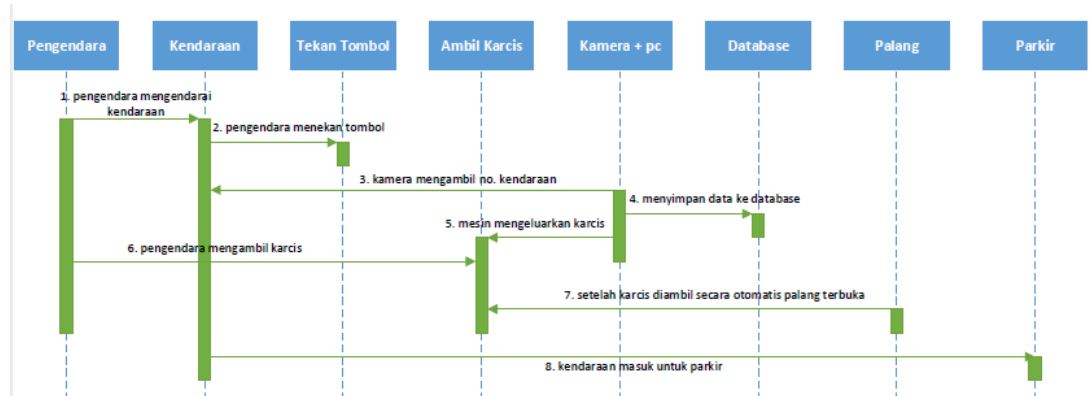 Pengendara
Kendaraan
Tekan Tombol
Ambil Karcis
Kamera + pc
Database
Palang
Parkir
1. pengendara mengendarai
kendaraan
2. pengendara menekan tombol
3. kamera mengambil no. kendaraan
4. menyimpan data ke database
5. mesin mengeluarkan karcis
6. pengendara mengambil karcis
7. setelah karcis diambil secara otomatis palang terbuka
8. kendaraan masuk untuk parkir